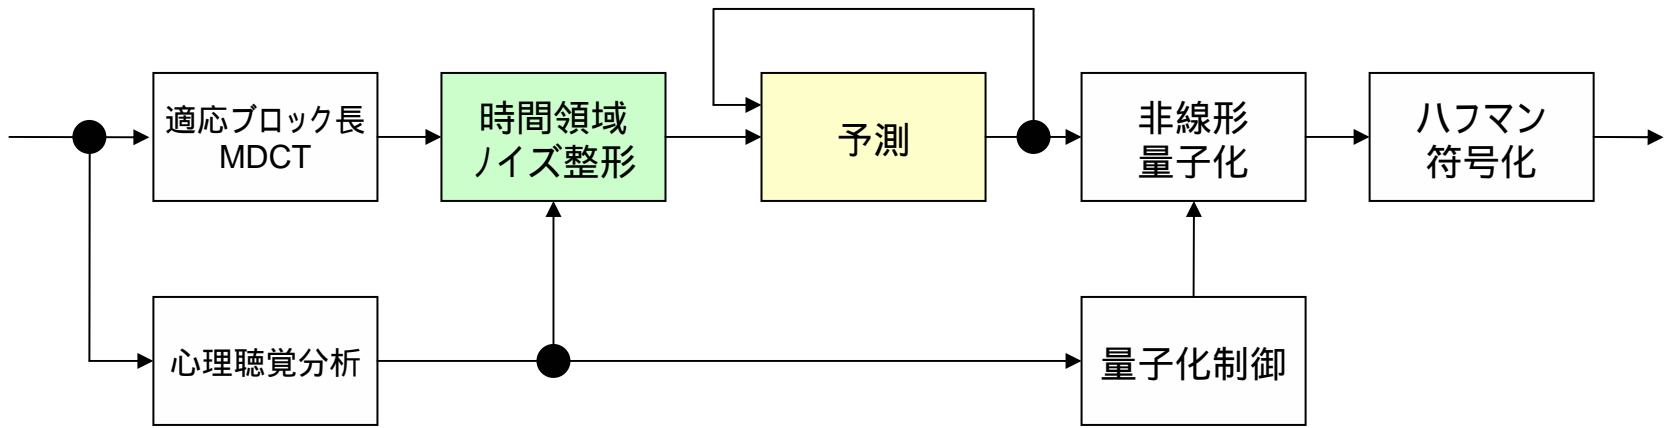 適応ブロック長
MDCT
時間領域
ノイズ整形
予測
非線形
量子化
ハフマン
符号化
心理聴覚分析
量子化制御